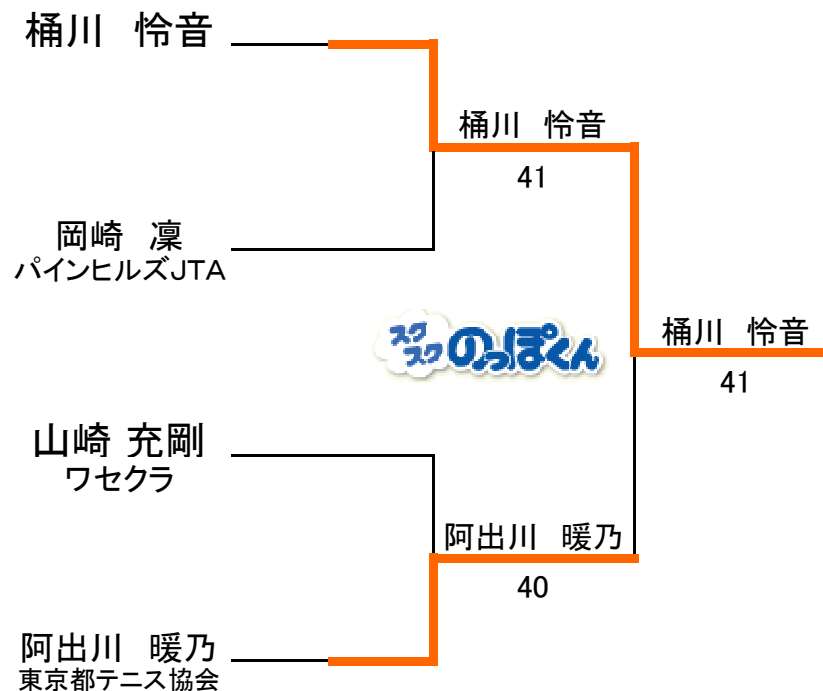 桶川　怜音
桶川　怜音
41
岡崎　凜
パインヒルズJTA
スク
スク のっぽくん
桶川　怜音
41
山崎 充剛
ワセクラ
阿出川　暖乃
40
阿出川　暖乃
東京都テニス協会